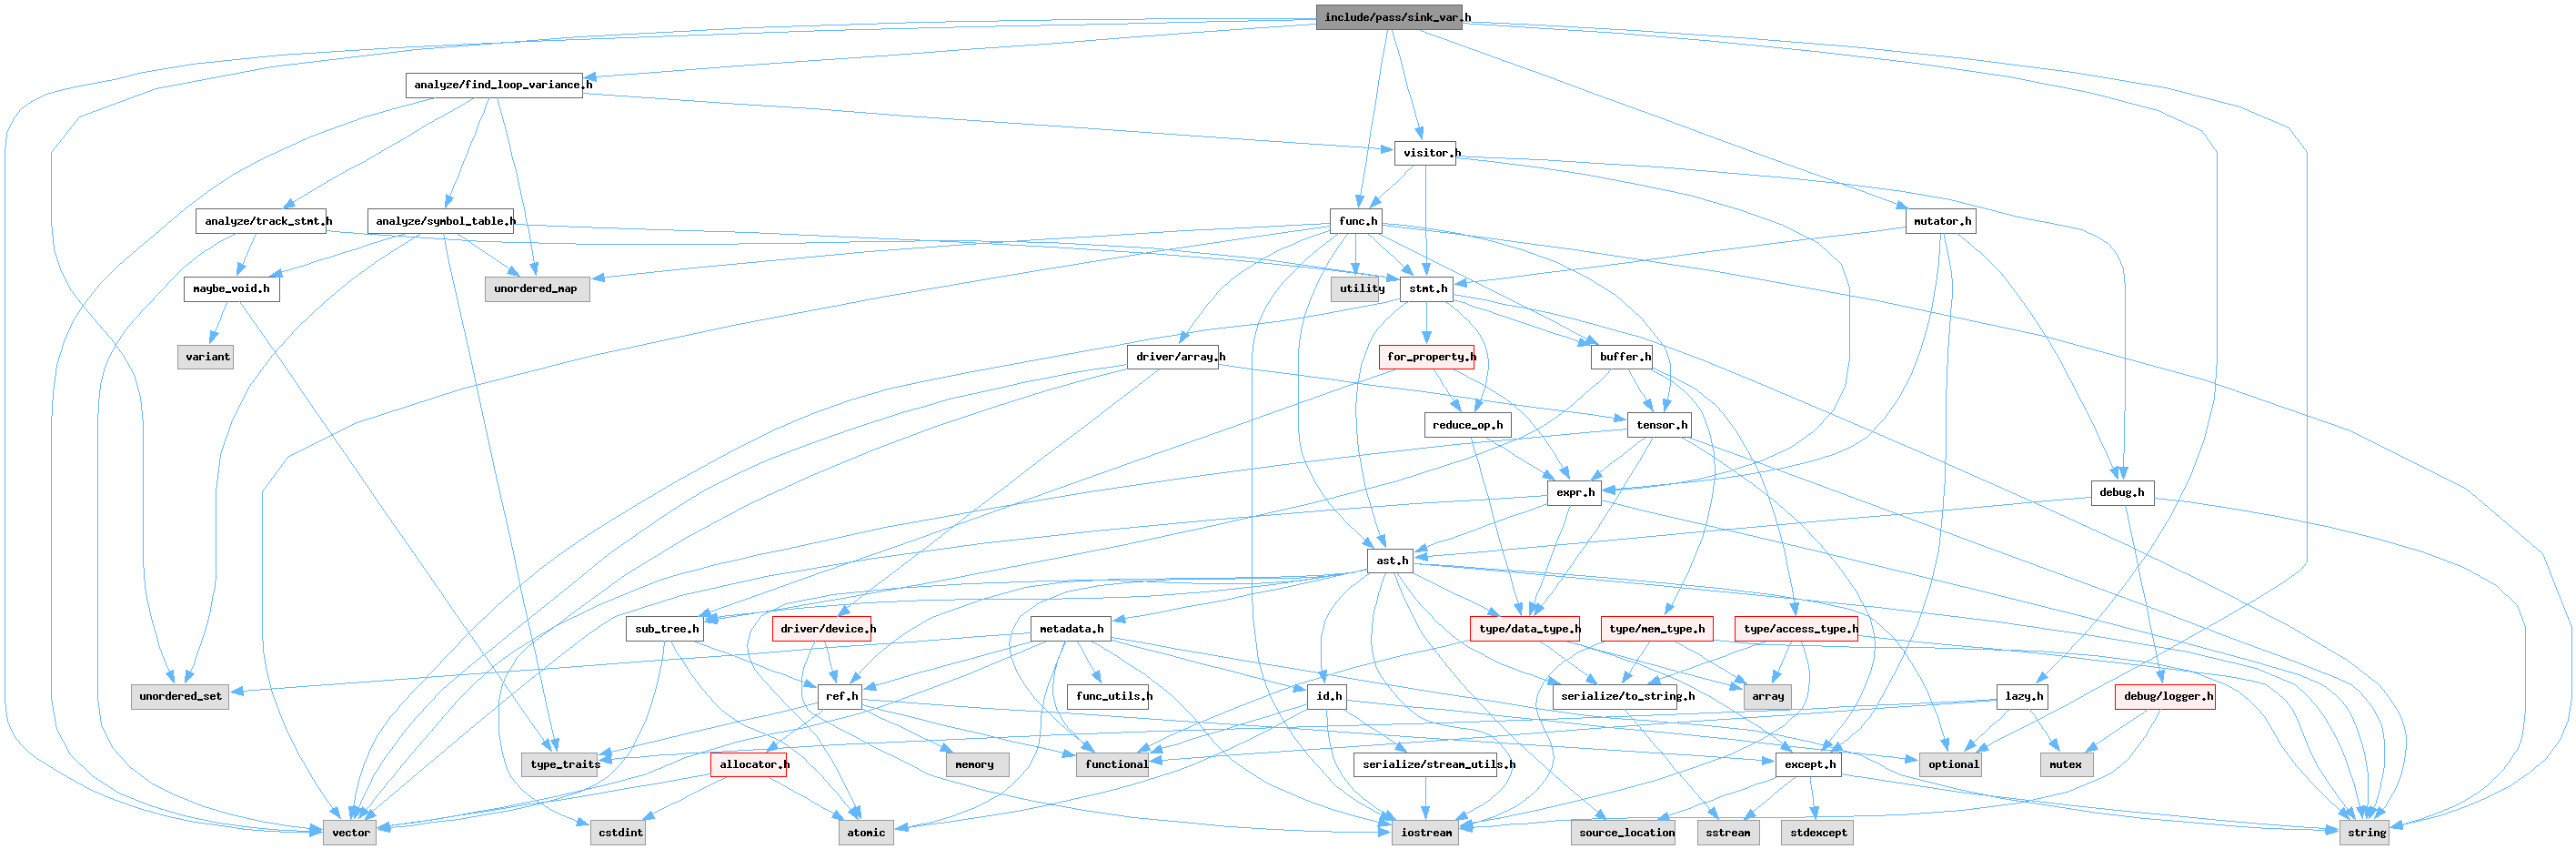 include/pass/sink_var.h
analyze/find_loop_variance.h
visitor.h
analyze/track_stmt.h
analyze/symbol_table.h
func.h
mutator.h
maybe_void.h
unordered_map
utility
stmt.h
variant
driver/array.h
for_property.h
buffer.h
reduce_op.h
tensor.h
expr.h
debug.h
ast.h
sub_tree.h
driver/device.h
metadata.h
type/data_type.h
type/mem_type.h
type/access_type.h
unordered_set
ref.h
func_utils.h
id.h
serialize/to_string.h
array
lazy.h
debug/logger.h
type_traits
allocator.h
memory
functional
serialize/stream_utils.h
except.h
optional
mutex
vector
cstdint
atomic
iostream
source_location
sstream
stdexcept
string